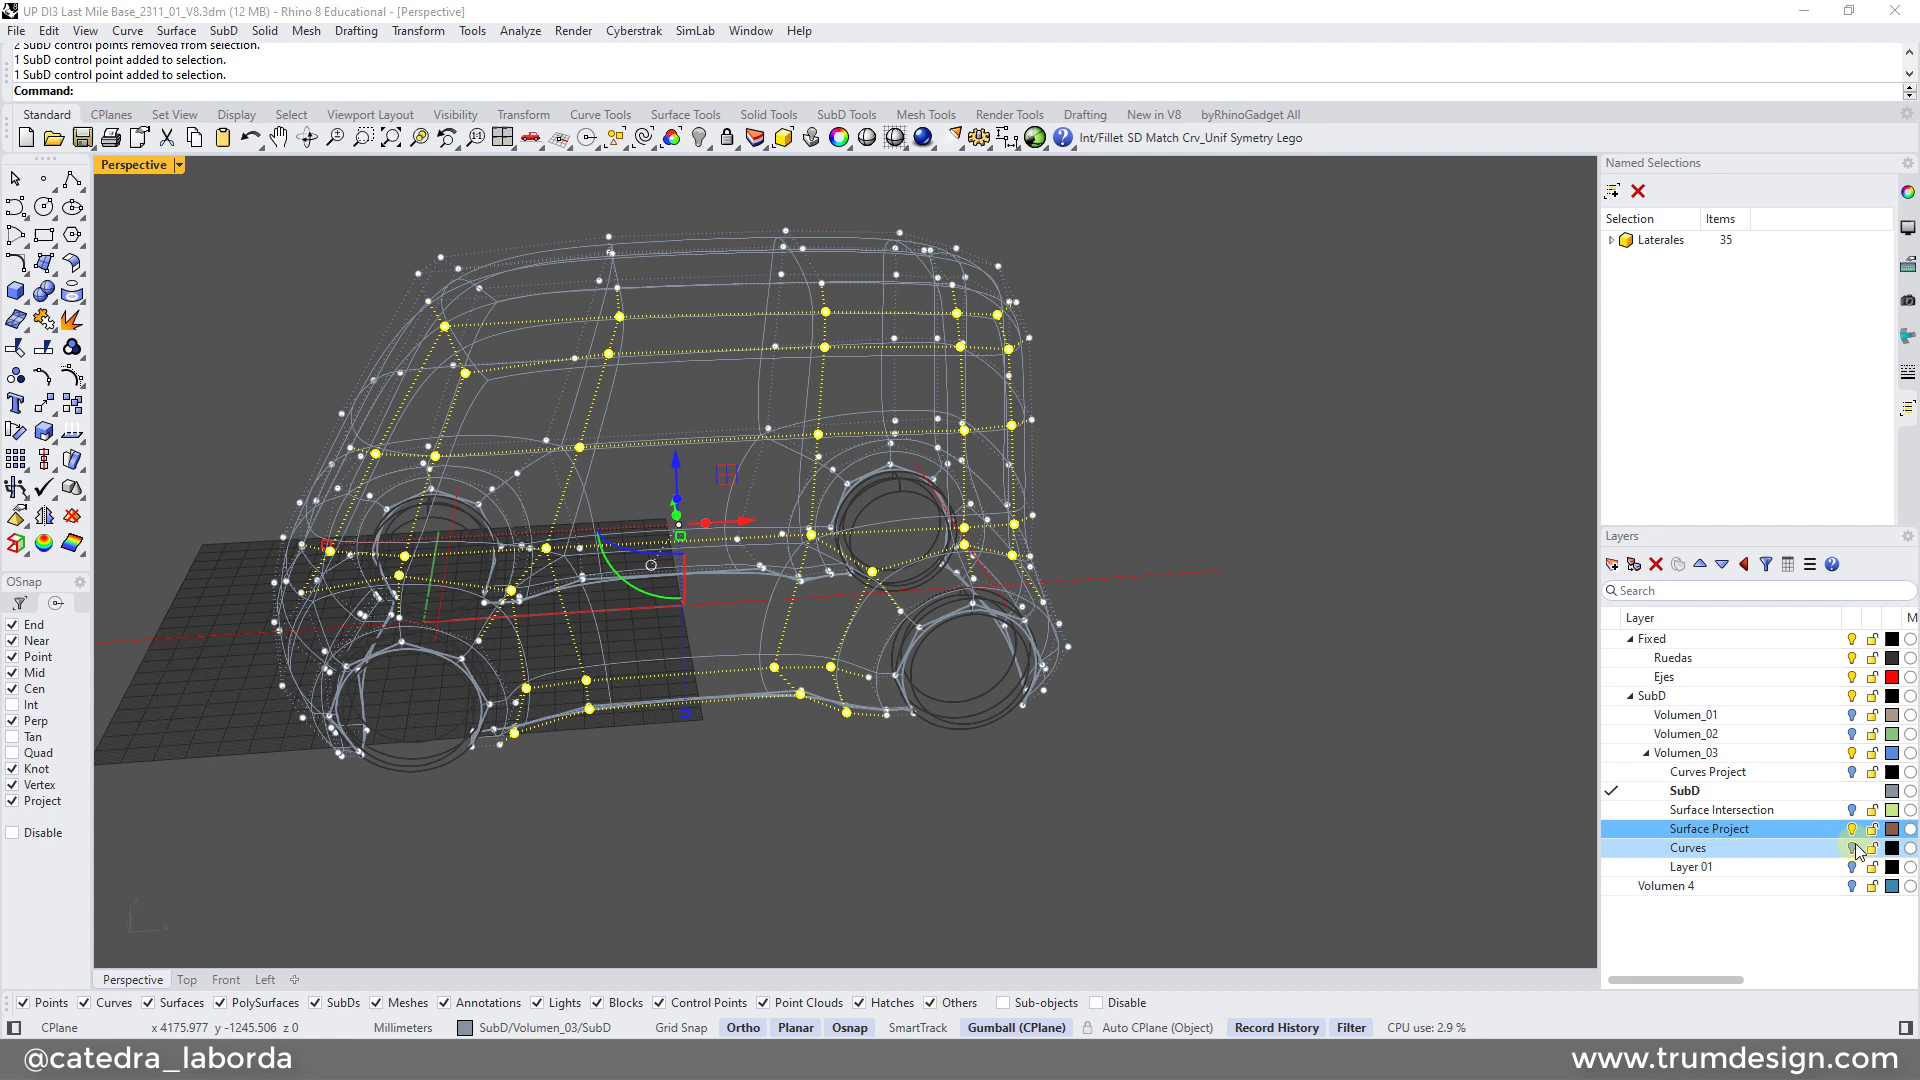 UP DI3 Last Mile Base_2311_01_V8.3dm (12 MB) - Rhino 8 Educational - [Perspective]
File Edit View Curve Surface SubD Solid Mesh Drafting Transform Tools Analyze Render Cyberstrak SimLab Window Help
2 SubD control points removed from selection.
1 SubD control point added to selection.
1 SubD control point added to selection.
Command:
Standard CPlanes Set View Display Select Viewport Layout Visibility Transform Curve Tools Surface Tools Solid Tools SubD Tools Mesh Tools Render Tools Drafting New in V8 byRhinoGadget All
Int/Fillet SD Match Crv_Unif Symetry Lego
Perspective
Named Selections
Selection Items
Laterales 35
OSnap
End
Near
Point
Mid
Cen
Int
Perp
Tan
Quad
Knot
Vertex
Project
Disable
z
x
Layers
Search
Layer M
Fixed
Ruedas
Ejes
SubD
Volumen_01
Volumen_02
Volumen_03
Curves Project
SubD
Surface Intersection
Surface Project
Curves
Layer 01
Volumen 4
Perspective Top Front Left
Points Curves Surfaces PolySurfaces SubDs Meshes Annotations Lights Blocks Control Points Point Clouds Hatches Others Sub-objects Disable
CPlane x 4175.977 y -1245.506 z 0 Millimeters SubD/Volumen_03/SubD Grid Snap Ortho Planar Osnap SmartTrack Gumball (CPlane) Auto CPlane (Object) Record History Filter CPU use: 2.9 %
@catedra_laborda
www.trumdesign.com